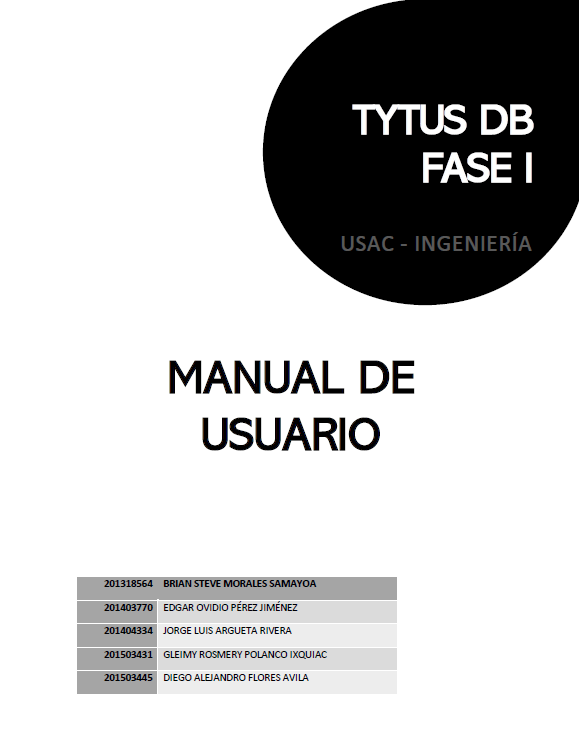 TYTUS DB
FASE I
USAC - INGENIERÍA
MANUAL DE
USUARIO
201318564 BRIAN STEVE MORALES SAMAYOA
201403770 EDGAR OVIDIO PÉREZ JIMÉNEZ
201404334 JORGE LUIS ARGUETA RIVERA
201503431 GLEIMY ROSMERY POLANCO IXQUIAC
201503445 DIEGO ALEJANDRO FLORES AVILA